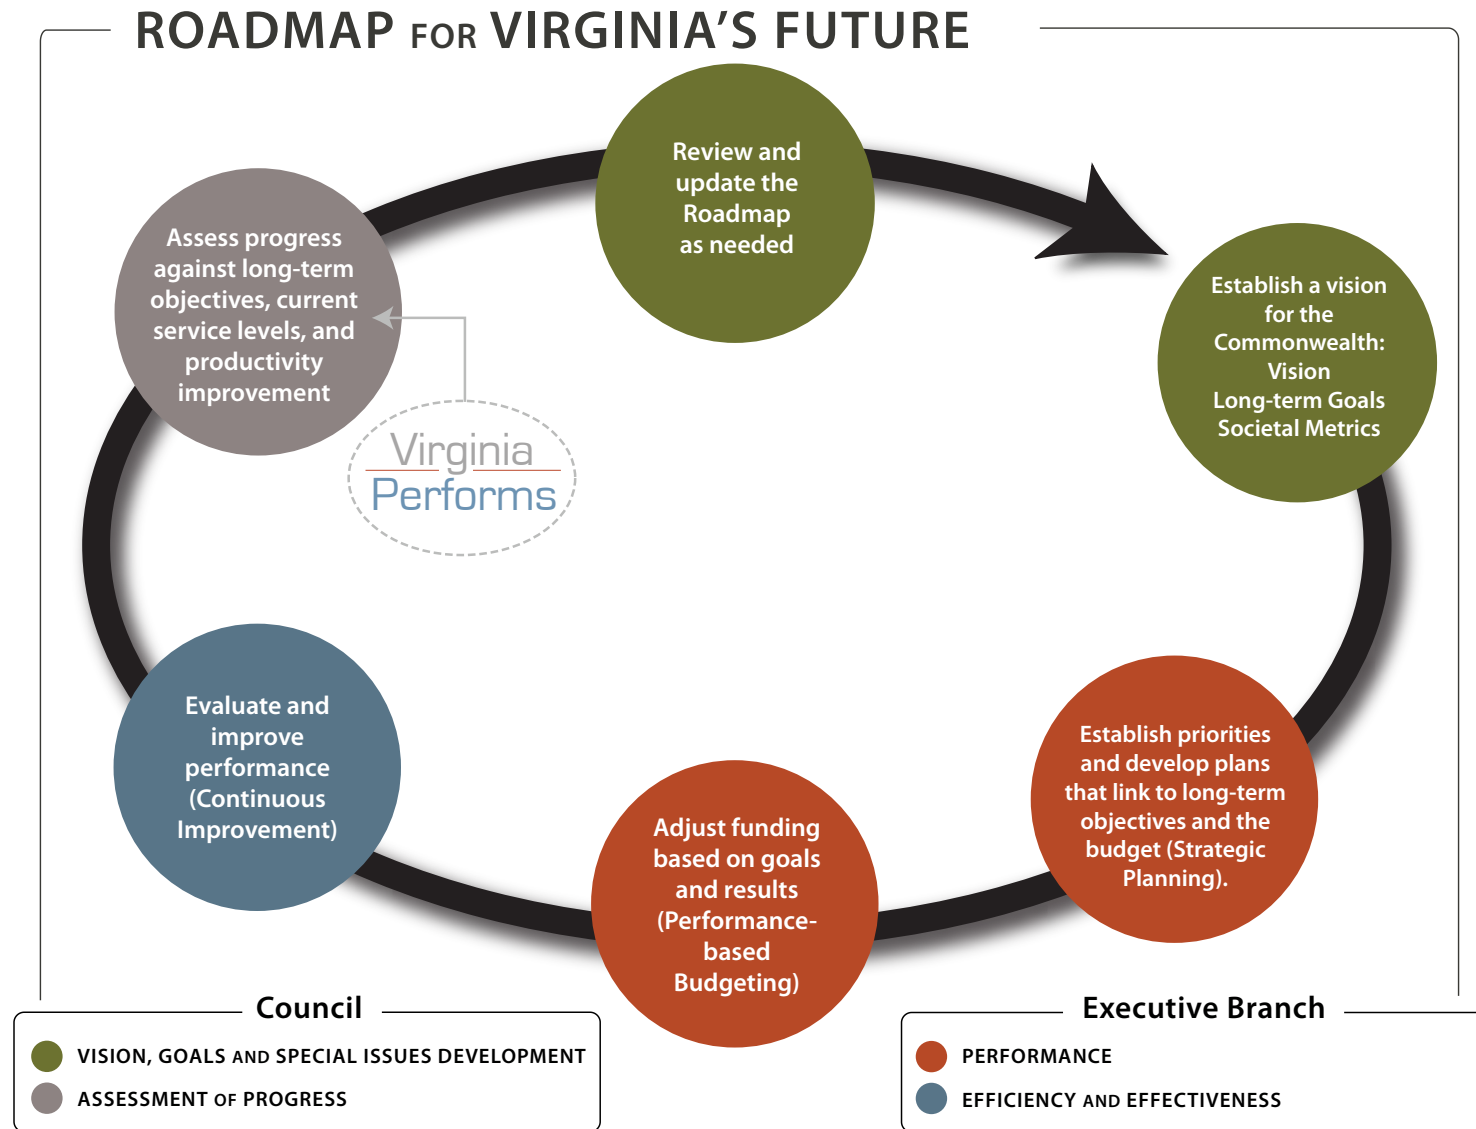 ROADMAP FOR VIRGINIA'S FUTURE
Review and
update the
Roadmap
as needed
Establish a vision
for the
Commonwealth:
Vision
Long-term Goals
Societal Metrics
Establish priorities
and develop plans
that link to long-term
objectives and the
budget (Strategic
Planning).
Adjust funding
based on goals
and results
(Performance-
based
Budgeting)
Evaluate and
improve
performance
(Continuous
Improvement)
Assess progress
against long-term
objectives, current
service levels, and
productivity
improvement
Virginia
Performs
Council
VISION, GOALS AND SPECIAL ISSUES DEVELOPMENT
ASSESSMENT OF PROGRESS
Executive Branch
PERFORMANCE
EFFICIENCY AND EFFECTIVENESS